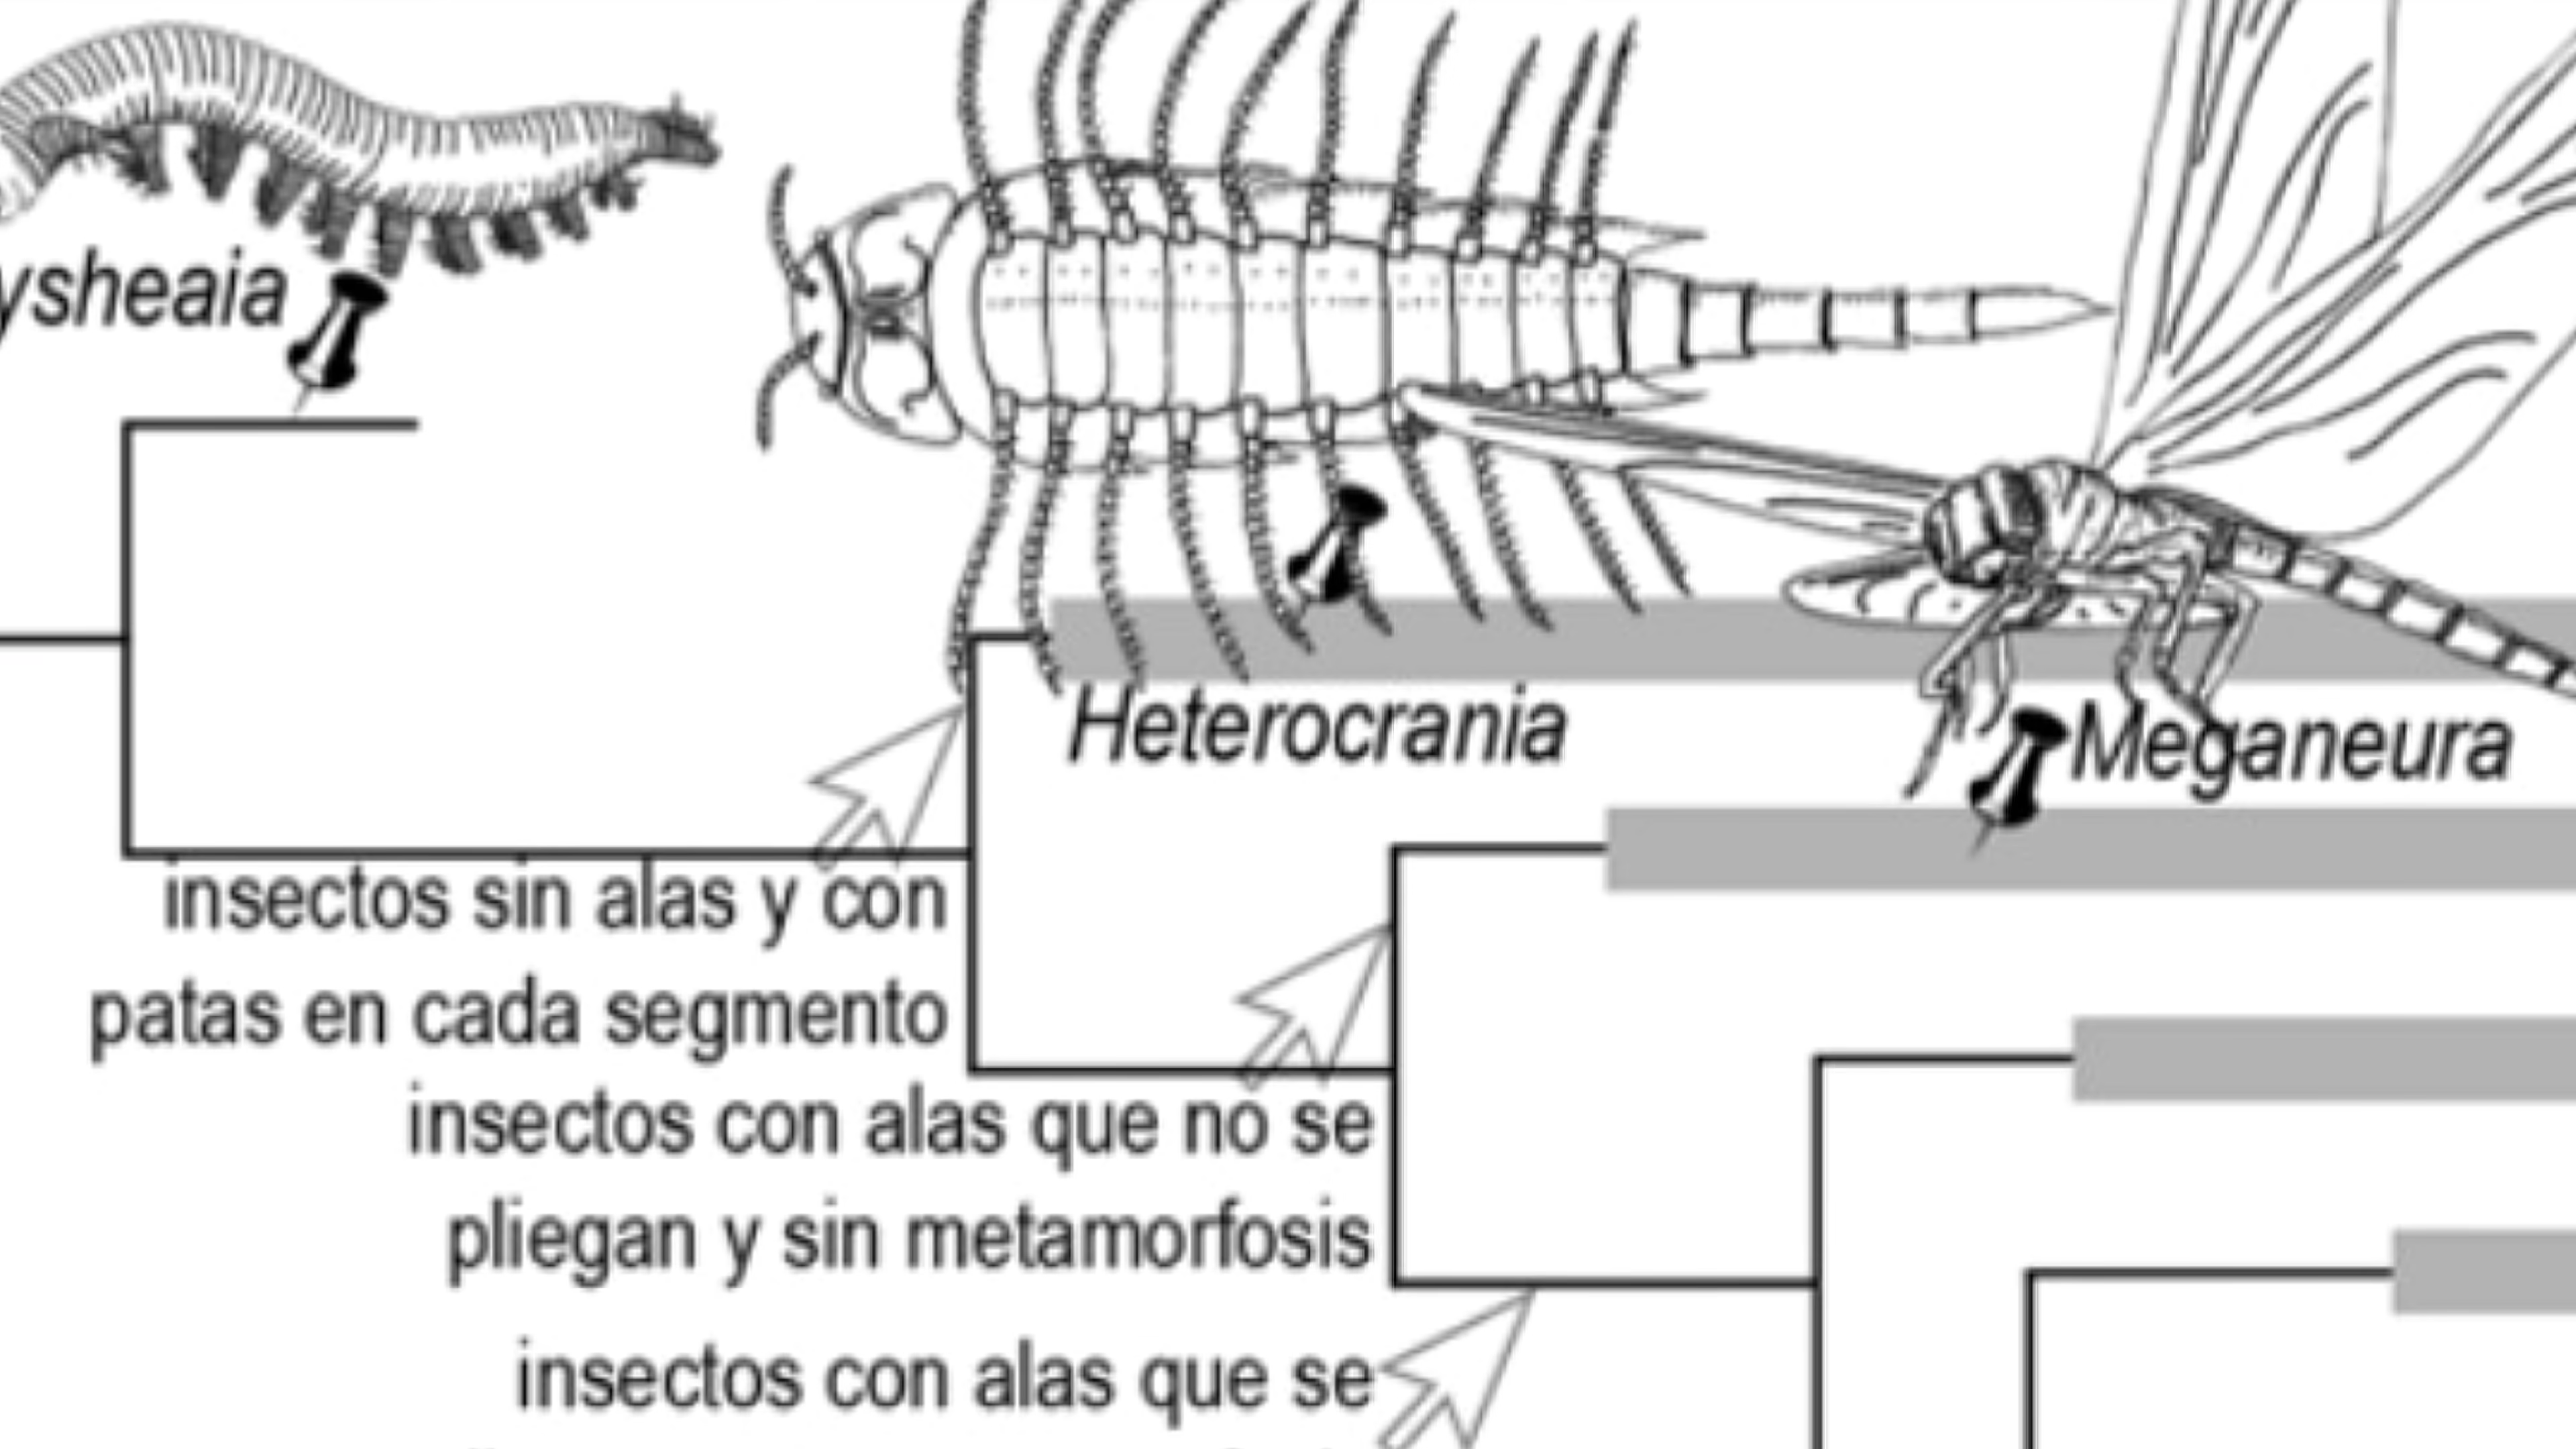 ysheaia
Heterocrania
Meganeura
insectos sin alas y con
patas en cada segmento
insectos con alas que no se
pliegan y sin metamorfosis
insectos con alas que se